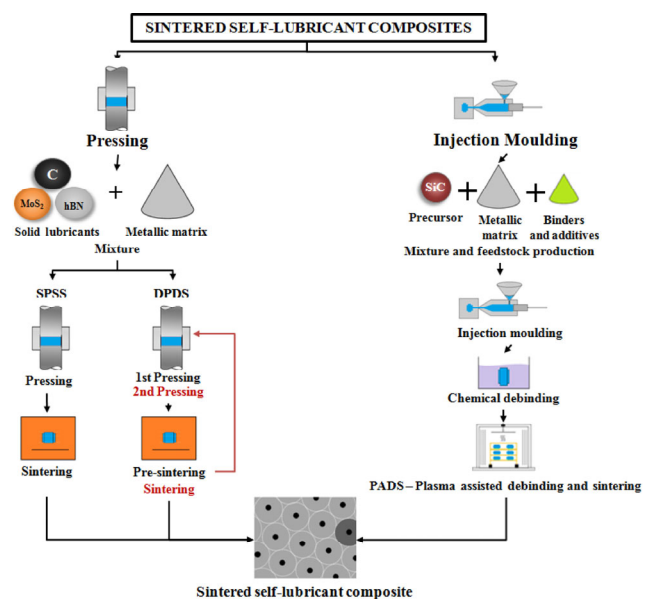 SINTERED SELF-LUBRICANT COMPOSITES
Pressing
C
MoS₂
hBN
+
Solid lubricants
Metallic matrix
Mixture
SPSS
DPDS
Pressing
1st Pressing
2nd Pressing
Sintering
Pre-sintering
Sintering
Injection Moulding
SiC
+
+
Precursor
Metallic
matrix
Binders
and additives
Mixture and feedstock production
Injection moulding
Chemical debinding
PADS – Plasma assisted debinding and sintering
Sintered self-lubricant composite